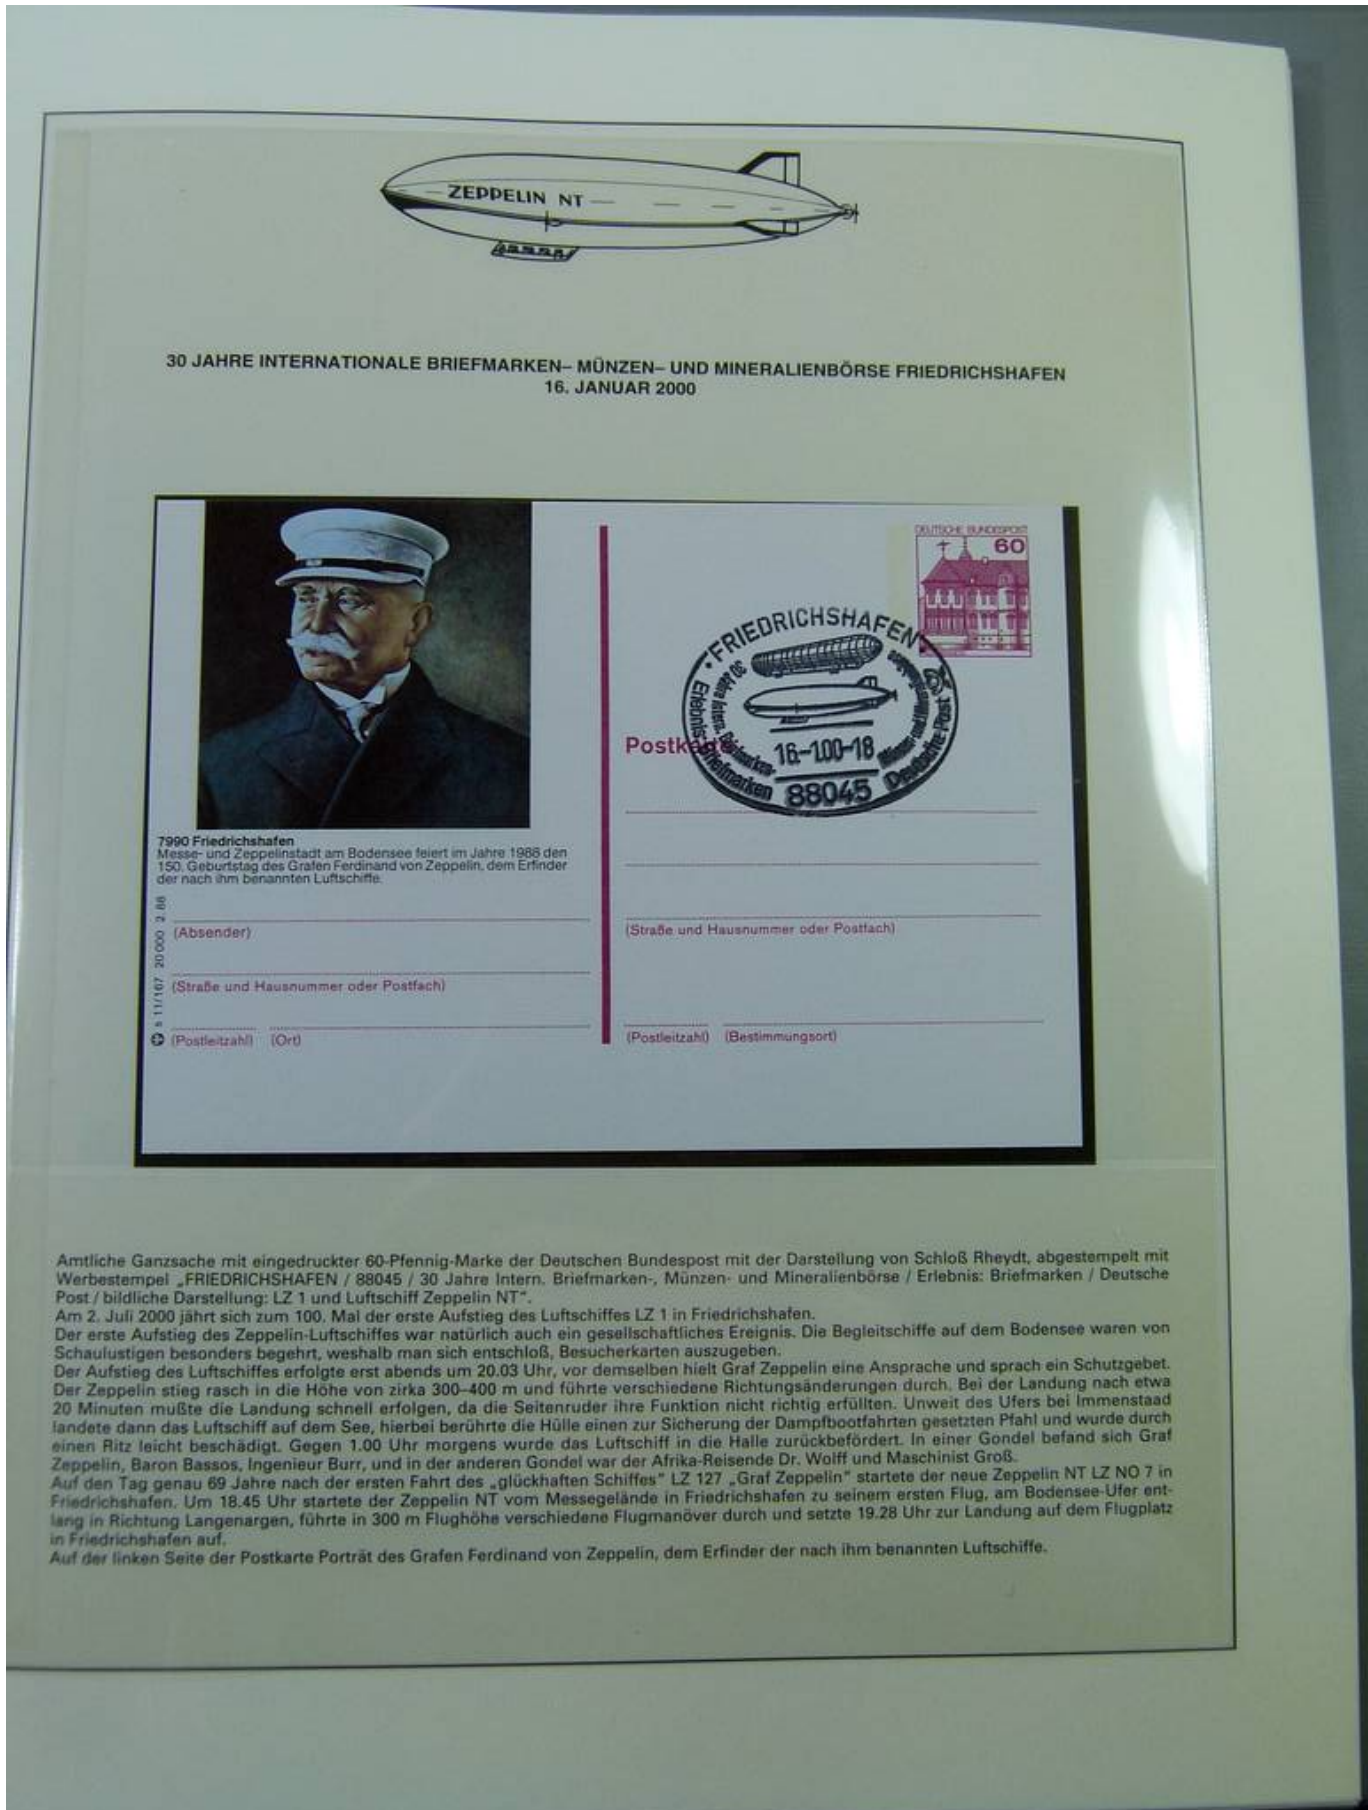 ZEPPELIN NT
30 JAHRE INTERNATIONALE BRIEFMARKEN– MÜNZEN– UND MINERALIENBÖRSE FRIEDRICHSHAFEN
16. JANUAR 2000
DEUTSCHE BUNDESPOST
60
FRIEDRICHSHAFEN
30 Jahre Intern. Briefmarken-
Münzen- und Mineralienbörse
Erlebnis: Briefmarken
Deutsche Post
16.-1.00-18
88045
Postkarte
7990 Friedrichshafen
Messe- und Zeppelinstadt am Bodensee feiert im Jahre 1988 den
150. Geburtstag des Grafen Ferdinand von Zeppelin, dem Erfinder
der nach ihm benannten Luftschiffe.
(Absender)
(Straße und Hausnummer oder Postfach)
(Postleitzahl) (Ort)
s 11/167 20 000 2.88
(Straße und Hausnummer oder Postfach)
(Postleitzahl) (Bestimmungsort)
Amtliche Ganzsache mit eingedruckter 60-Pfennig-Marke der Deutschen Bundespost mit der Darstellung von Schloß Rheydt, abgestempelt mit
Werbestempel „FRIEDRICHSHAFEN / 88045 / 30 Jahre Intern. Briefmarken-, Münzen- und Mineralienbörse / Erlebnis: Briefmarken / Deutsche
Post / bildliche Darstellung: LZ 1 und Luftschiff Zeppelin NT“.
Am 2. Juli 2000 jährt sich zum 100. Mal der erste Aufstieg des Luftschiffes LZ 1 in Friedrichshafen.
Der erste Aufstieg des Zeppelin-Luftschiffes war natürlich auch ein gesellschaftliches Ereignis. Die Begleitschiffe auf dem Bodensee waren von
Schaulustigen besonders begehrt, weshalb man sich entschloß, Besucherkarten auszugeben.
Der Aufstieg des Luftschiffes erfolgte erst abends um 20.03 Uhr, vor demselben hielt Graf Zeppelin eine Ansprache und sprach ein Schutzgebet.
Der Zeppelin stieg rasch in die Höhe von zirka 300–400 m und führte verschiedene Richtungsänderungen durch. Bei der Landung nach etwa
20 Minuten mußte die Landung schnell erfolgen, da die Seitenruder ihre Funktion nicht richtig erfüllten. Unweit des Ufers bei Immenstaad
landete dann das Luftschiff auf dem See, hierbei berührte die Hülle einen zur Sicherung der Dampfbootfahrten gesetzten Pfahl und wurde durch
einen Ritz leicht beschädigt. Gegen 1.00 Uhr morgens wurde das Luftschiff in die Halle zurückbefördert. In einer Gondel befand sich Graf
Zeppelin, Baron Bassos, Ingenieur Burr, und in der anderen Gondel war der Afrika-Reisende Dr. Wolff und Maschinist Groß.
Auf den Tag genau 69 Jahre nach der ersten Fahrt des „glückhaften Schiffes“ LZ 127 „Graf Zeppelin“ startete der neue Zeppelin NT LZ NO 7 in
Friedrichshafen. Um 18.45 Uhr startete der Zeppelin NT vom Messegelände in Friedrichshafen zu seinem ersten Flug, am Bodensee-Ufer ent-
lang in Richtung Langenargen, führte in 300 m Flughöhe verschiedene Flugmanöver durch und setzte 19.28 Uhr zur Landung auf dem Flugplatz
in Friedrichshafen auf.
Auf der linken Seite der Postkarte Porträt des Grafen Ferdinand von Zeppelin, dem Erfinder der nach ihm benannten Luftschiffe.